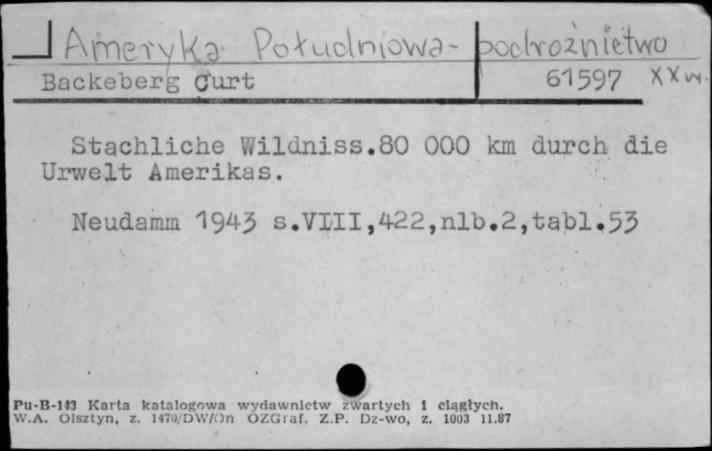 Ameryka Południowa - podrożnictwo
Backeberg Curt 61597 XX w.
Stachliche Wildniss.80 000 km durch die
Urwelt Amerikas.
Neudamm 1943 s.VIII,422,nlb.2,tabl.53
Pu-B-143 Karta katalogowa wydawnictw zwartych i ciągłych.
W.A. Olsztyn, z. 1470/DW/On OZGraf. Z.P. Dz-wo, z. 1003 11.87